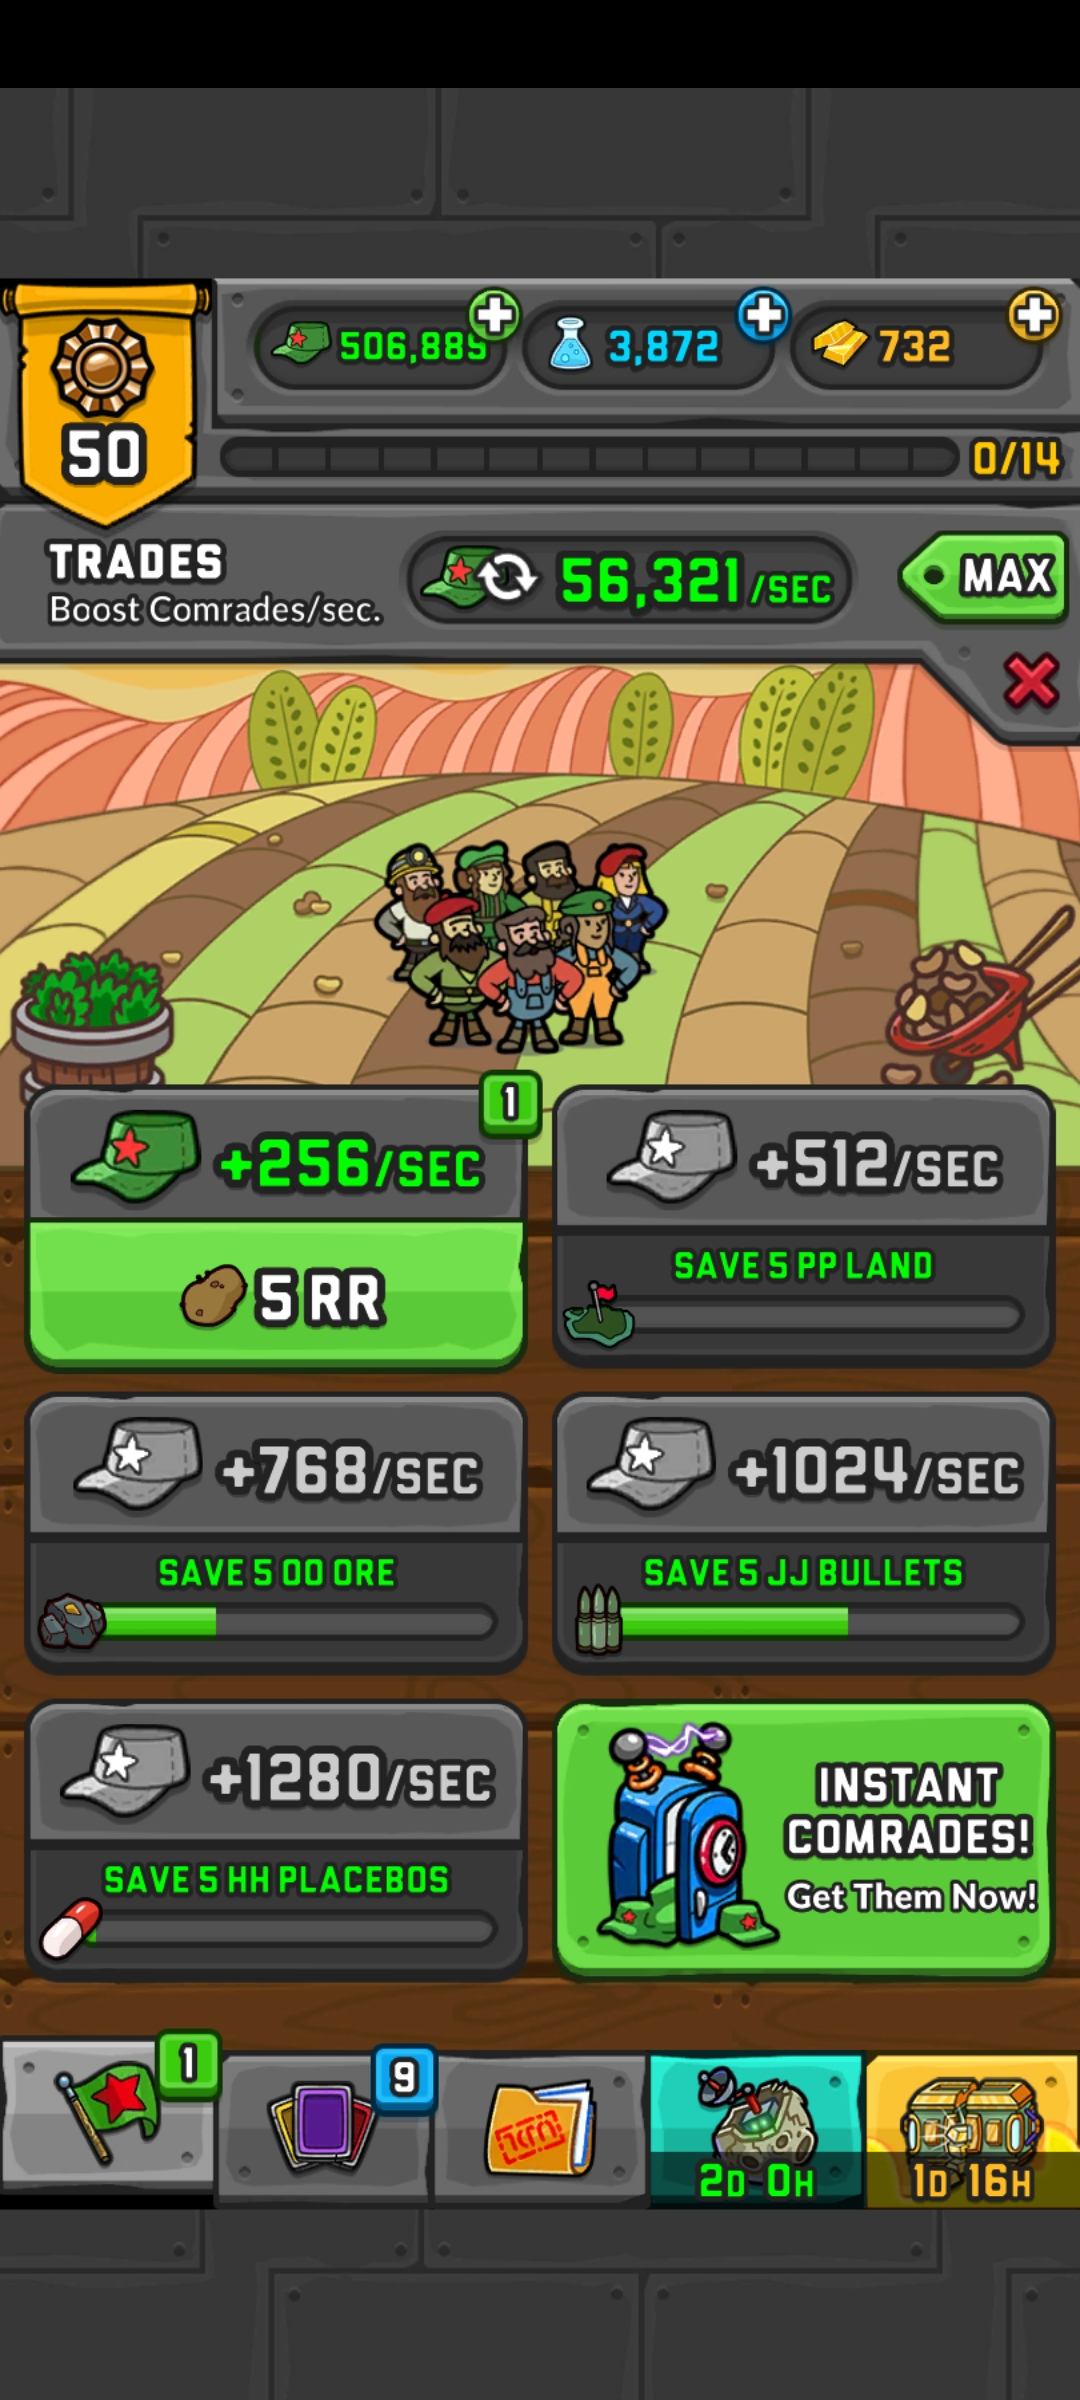 506,889
3,872
732
50
0/14
TRADES
Boost Comrades/sec.
56,321/SEC
MAX
1
+256/SEC
5 RR
+512/SEC
SAVE 5 PP LAND
+768/SEC
SAVE 5 OO ORE
+1024/SEC
SAVE 5 JJ BULLETS
+1280/SEC
SAVE 5 HH PLACEBOS
INSTANT
COMRADES!
Get Them Now!
1
9
2D 0H
1D 16H